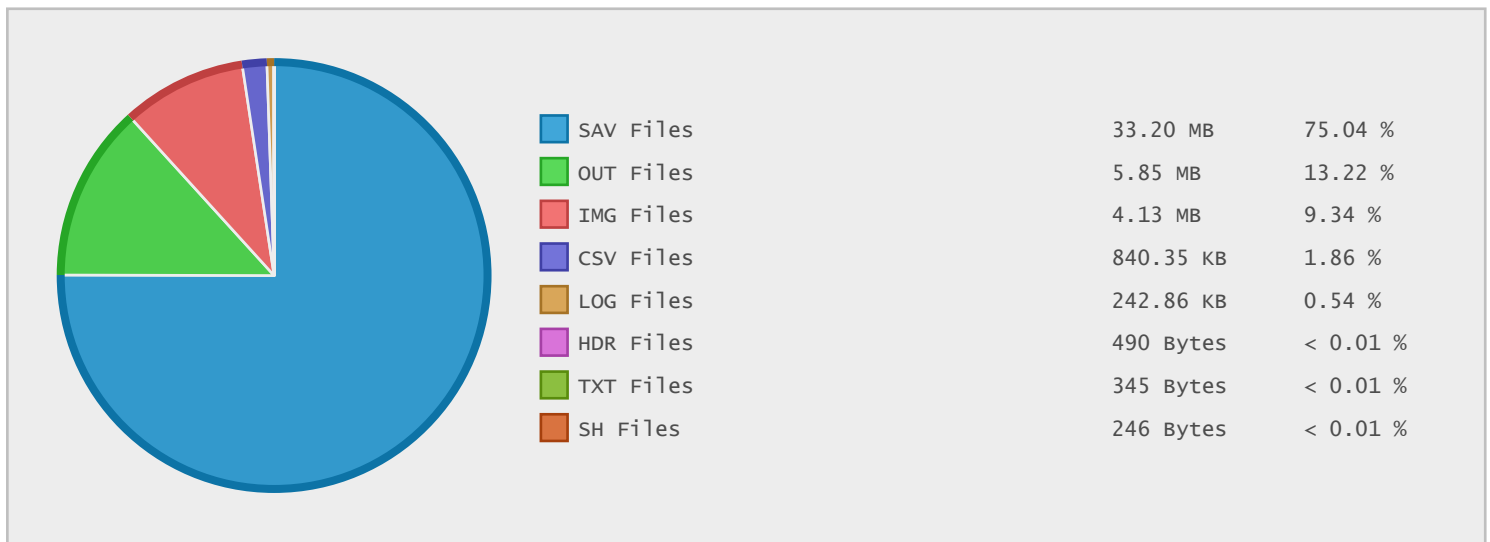 SAV Files 33.20 MB 75.04 %
OUT Files 5.85 MB 13.22 %
IMG Files 4.13 MB 9.34 %
CSV Files 840.35 KB 1.86 %
LOG Files 242.86 KB 0.54 %
HDR Files 490 Bytes < 0.01 %
TXT Files 345 Bytes < 0.01 %
SH Files 246 Bytes < 0.01 %